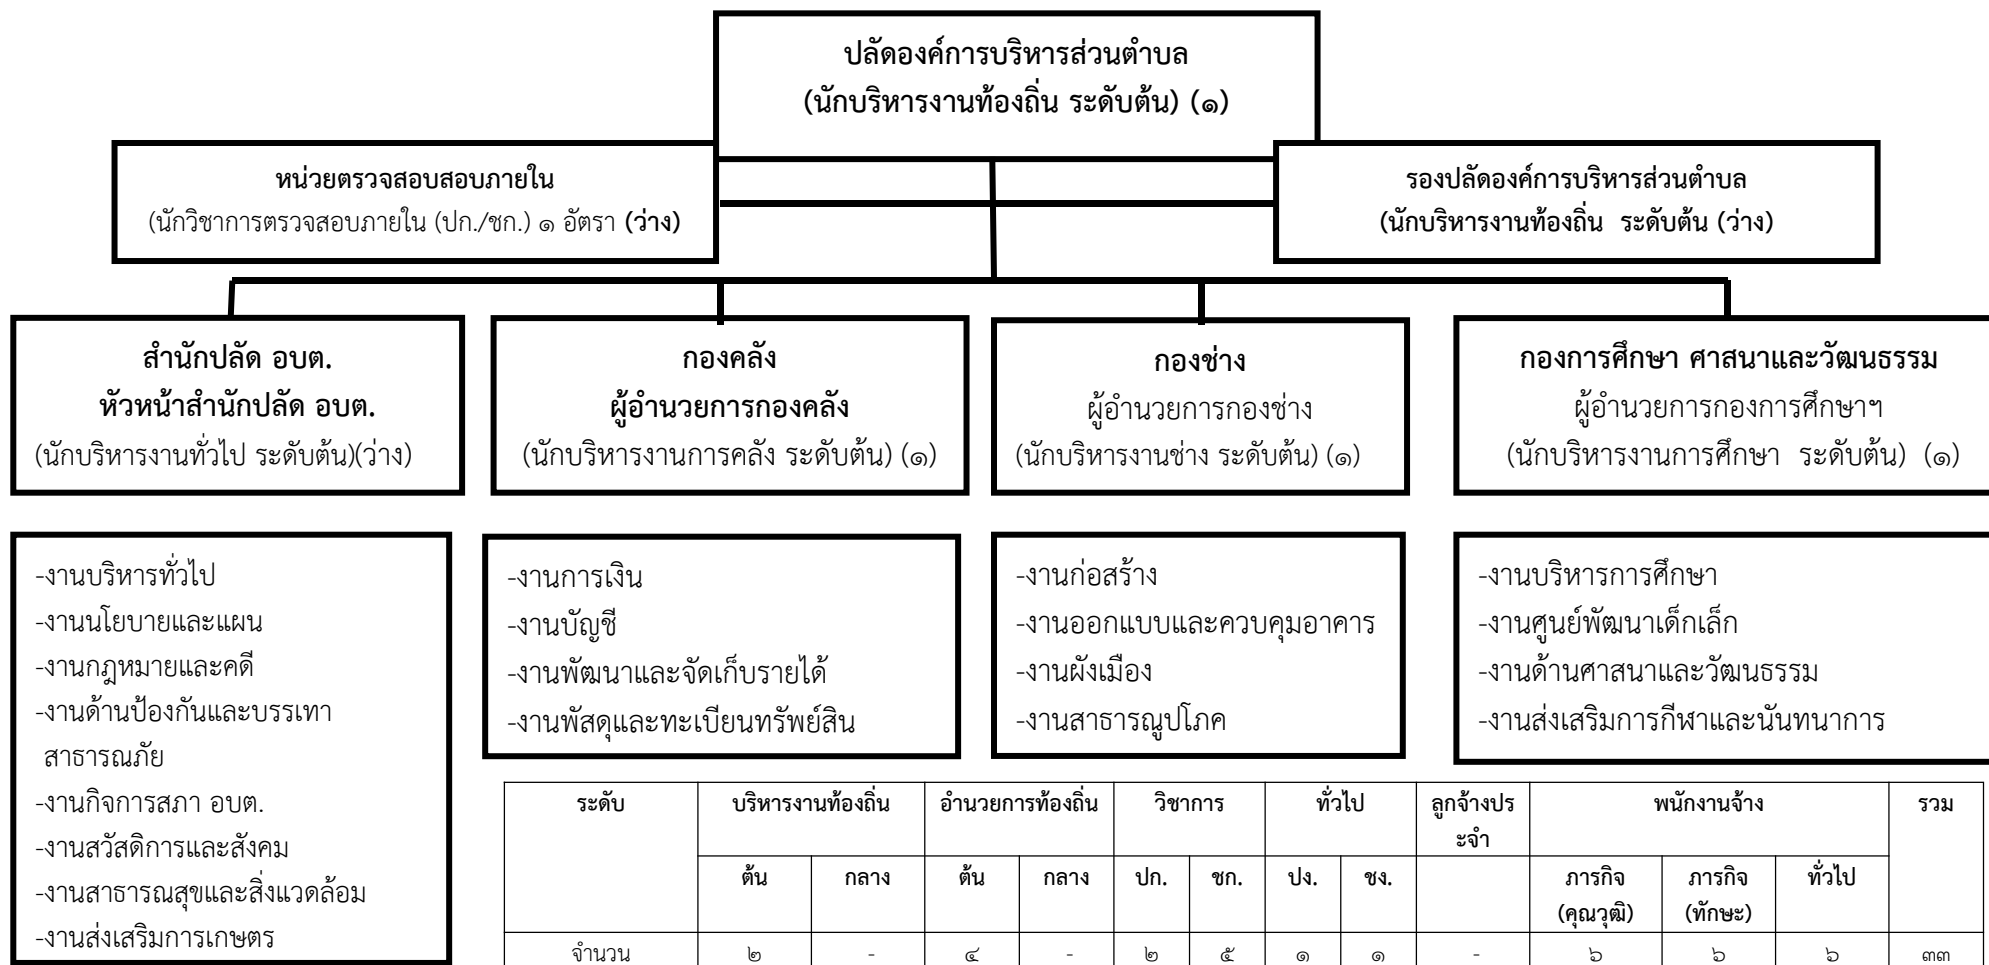 ปลัดองค์การบริหารส่วนตำบล
(นักบริหารงานท้องถิ่น ระดับต้น) (๑)
หน่วยตรวจสอบสอบภายใน
(นักวิชาการตรวจสอบภายใน (ปก./ชก.) ๑ อัตรา (ว่าง)
รองปลัดองค์การบริหารส่วนตำบล
(นักบริหารงานท้องถิ่น ระดับต้น (ว่าง)
สำนักปลัด อบต.
หัวหน้าสำนักปลัด อบต.
(นักบริหารงานทั่วไป ระดับต้น)(ว่าง)
กองคลัง
ผู้อำนวยการกองคลัง
(นักบริหารงานการคลัง ระดับต้น) (๑)
กองช่าง
ผู้อำนวยการกองช่าง
(นักบริหารงานช่าง ระดับต้น) (๑)
กองการศึกษา ศาสนาและวัฒนธรรม
ผู้อำนวยการกองการศึกษาฯ
(นักบริหารงานการศึกษา ระดับต้น) (๑)
-งานบริหารทั่วไป
-งานนโยบายและแผน
-งานกฎหมายและคดี
-งานด้านป้องกันและบรรเทา
สาธารณภัย
-งานกิจการสภา อบต.
-งานสวัสดิการและสังคม
-งานสาธารณสุขและสิ่งแวดล้อม
-งานส่งเสริมการเกษตร
-งานการเงิน
-งานบัญชี
-งานพัฒนาและจัดเก็บรายได้
-งานพัสดุและทะเบียนทรัพย์สิน
-งานก่อสร้าง
-งานออกแบบและควบคุมอาคาร
-งานผังเมือง
-งานสาธารณูปโภค
-งานบริหารการศึกษา
-งานศูนย์พัฒนาเด็กเล็ก
-งานด้านศาสนาและวัฒนธรรม
-งานส่งเสริมการกีฬาและนันทนาการ
ระดับ บริหารงานท้องถิ่น อำนวยการท้องถิ่น วิชาการ ทั่วไป ลูกจ้างปร พนักงานจ้าง รวม
ะจำ
ต้น กลาง ต้น กลาง ปก. ชก. ปง. ชง. ภารกิจ ภารกิจ ทั่วไป
(คุณวุฒิ) (ทักษะ)
จำนวน ๒ - ๔ - ๒ ๕ ๑ ๑ - ๖ ๖ ๖ ๓๓